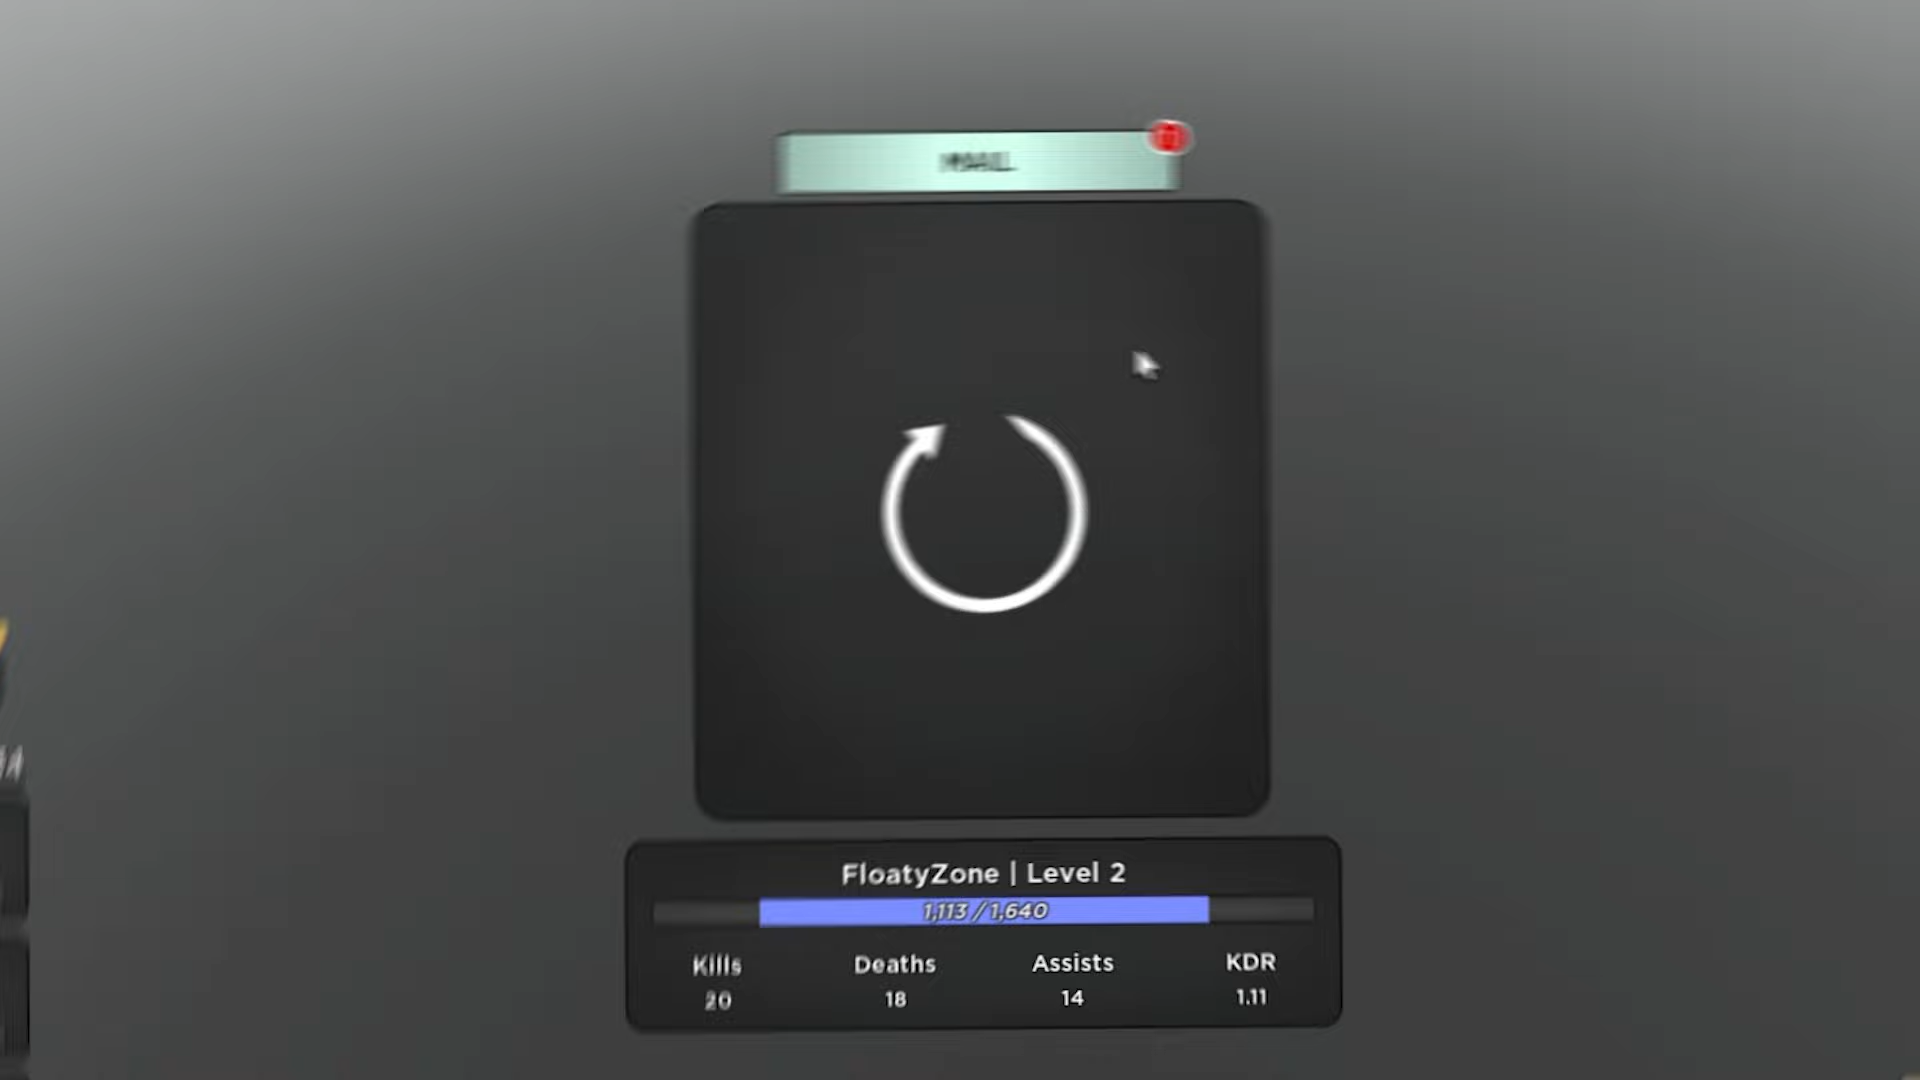 FloatyZone | Level 2
1,113 / 1,640
Kills Deaths Assists KDR
20 18 14 1.11